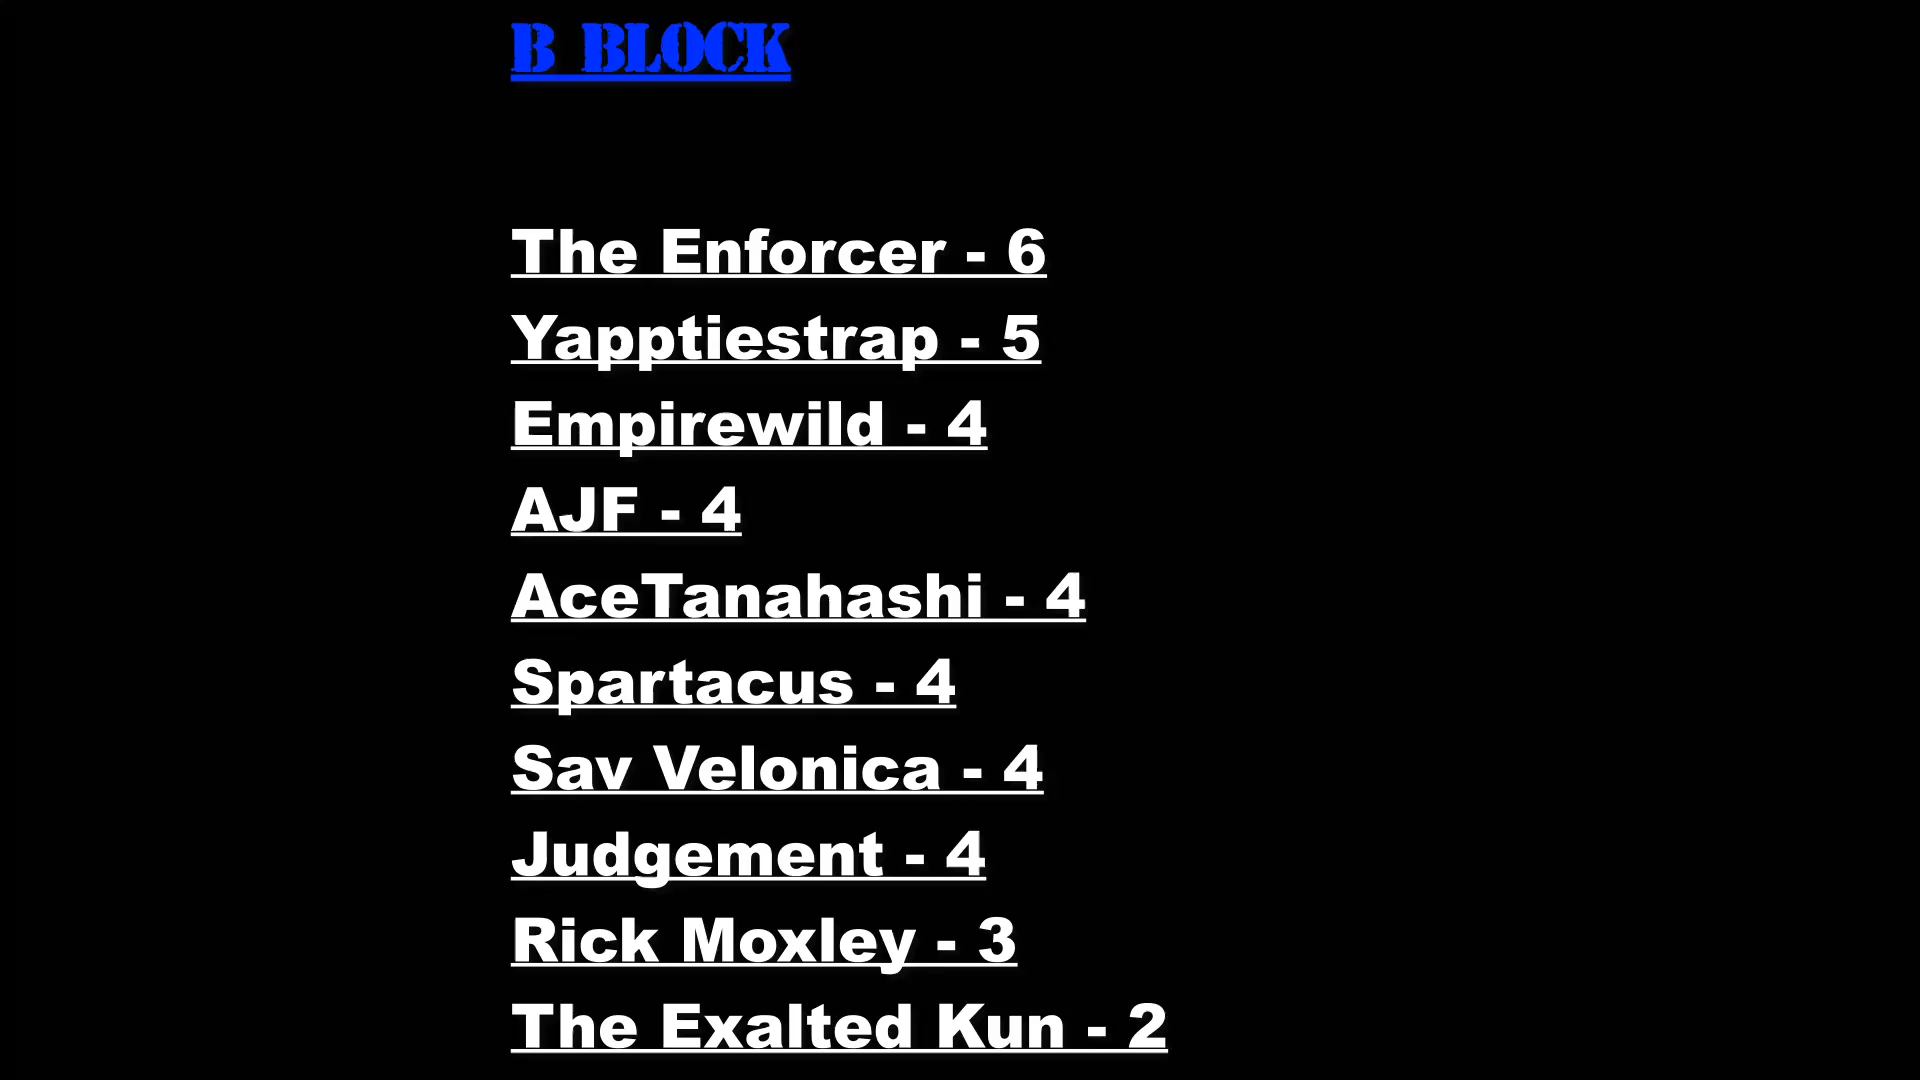 B BLOCK
The Enforcer - 6
Yapptiestrap - 5
Empirewild - 4
AJF - 4
AceTanahashi - 4
Spartacus - 4
Sav Velonica - 4
Judgement - 4
Rick Moxley - 3
The Exalted Kun - 2